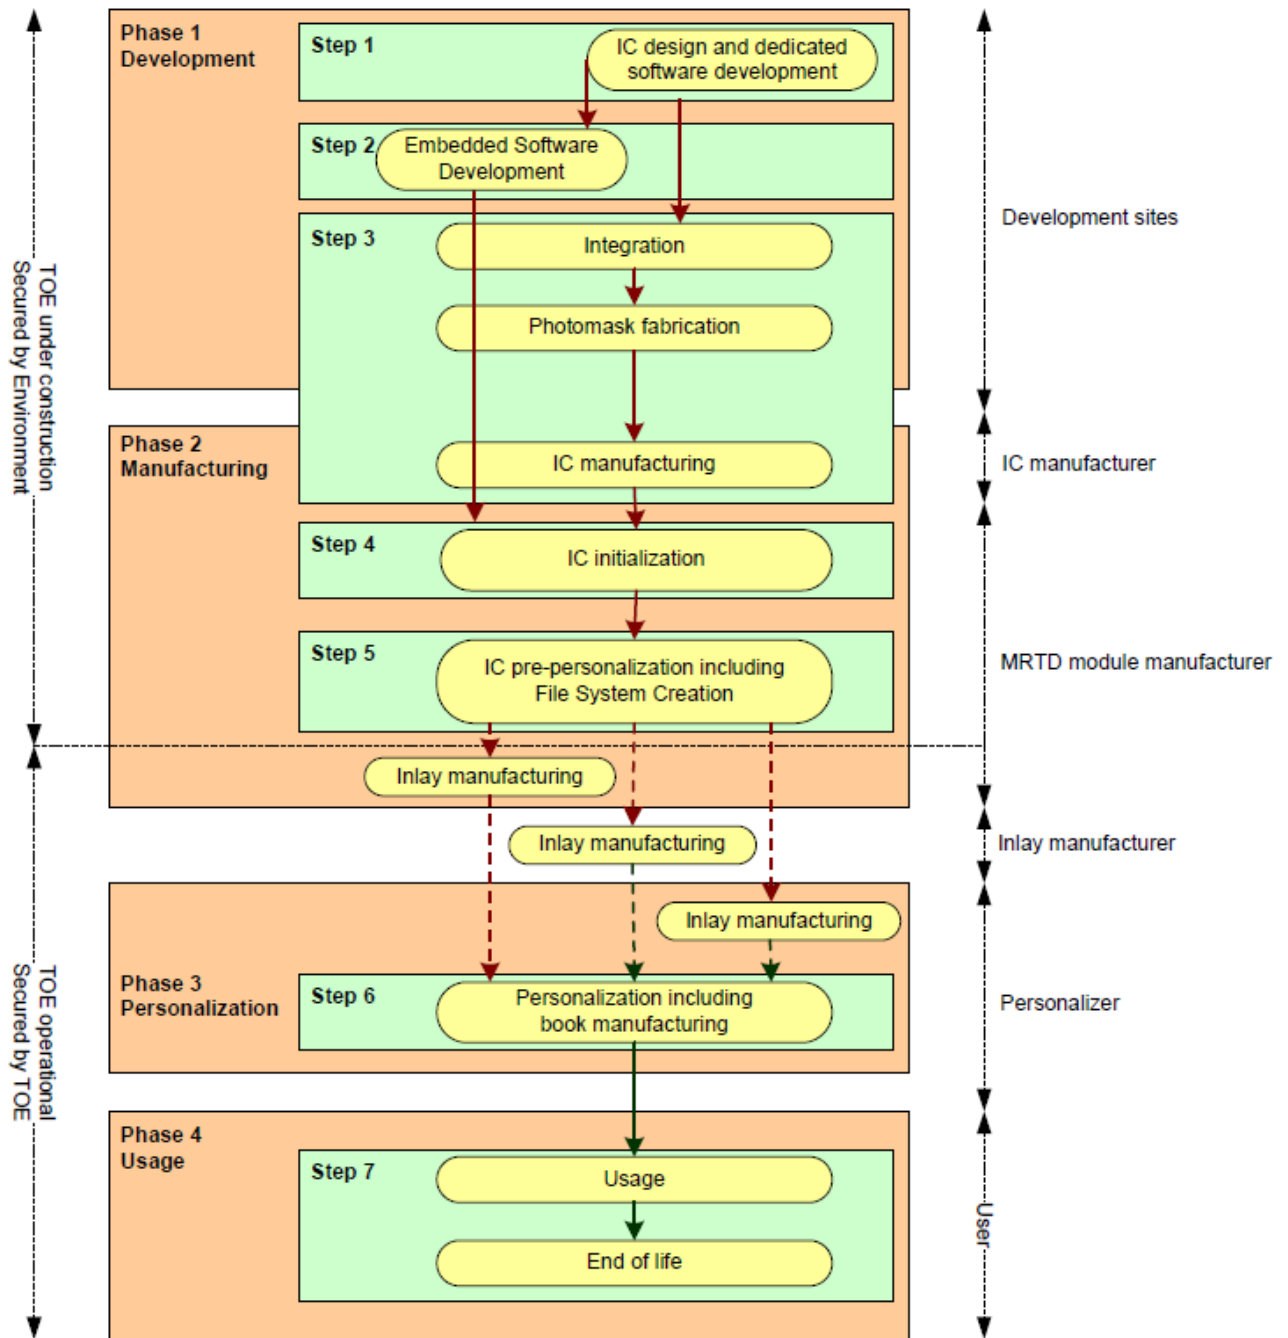 Phase 1
Development
Step 1
IC design and dedicated
software development
Step 2
Embedded Software
Development
Step 3
Integration
Photomask fabrication
Development sites
TOE under construction
Secured by Environment
Phase 2
Manufacturing
IC manufacturing
IC manufacturer
Step 4
IC initialization
Step 5
IC pre-personalization including
File System Creation
MRTD module manufacturer
Inlay manufacturing
Inlay manufacturing
Inlay manufacturer
Inlay manufacturing
TOE operational
Secured by TOE
Phase 3
Personalization
Step 6
Personalization including
book manufacturing
Personalizer
Phase 4
Usage
Step 7
Usage
End of life
User